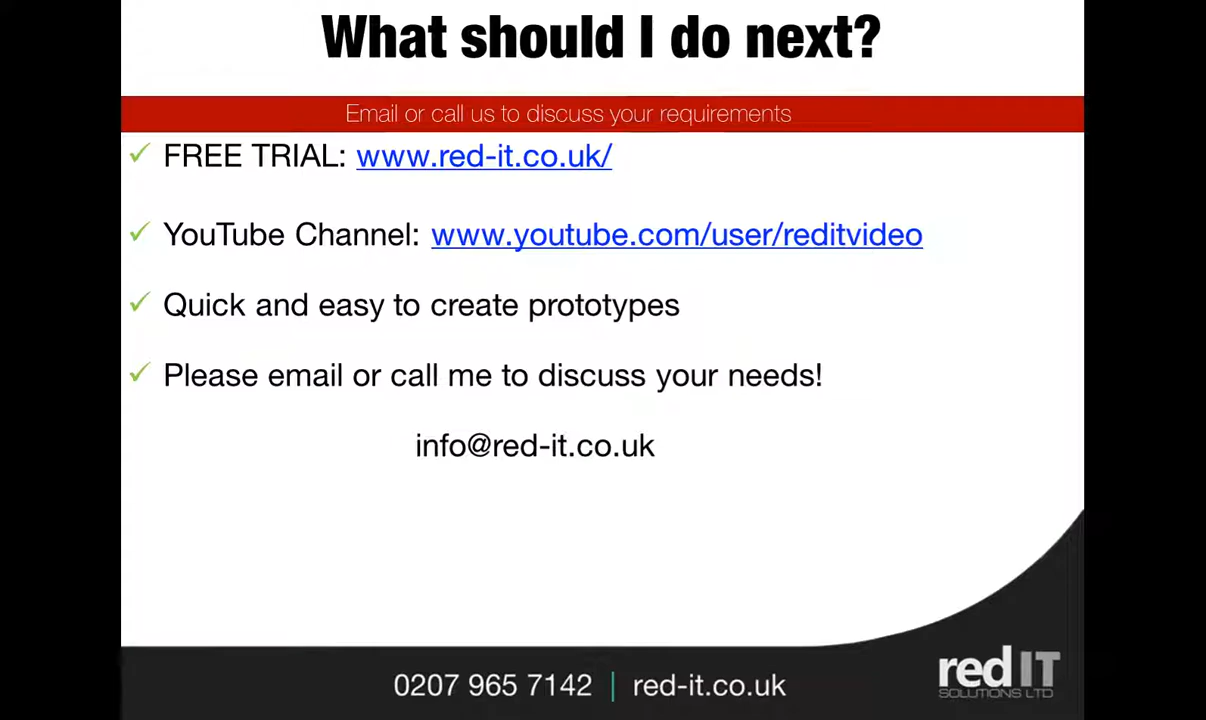 What should I do next?
Email or call us to discuss your requirements
✓ FREE TRIAL: www.red-it.co.uk/
✓ YouTube Channel: www.youtube.com/user/reditvideo
✓ Quick and easy to create prototypes
✓ Please email or call me to discuss your needs!
info@red-it.co.uk
0207 965 7142 | red-it.co.uk
red IT
SOLUTIONS LTD